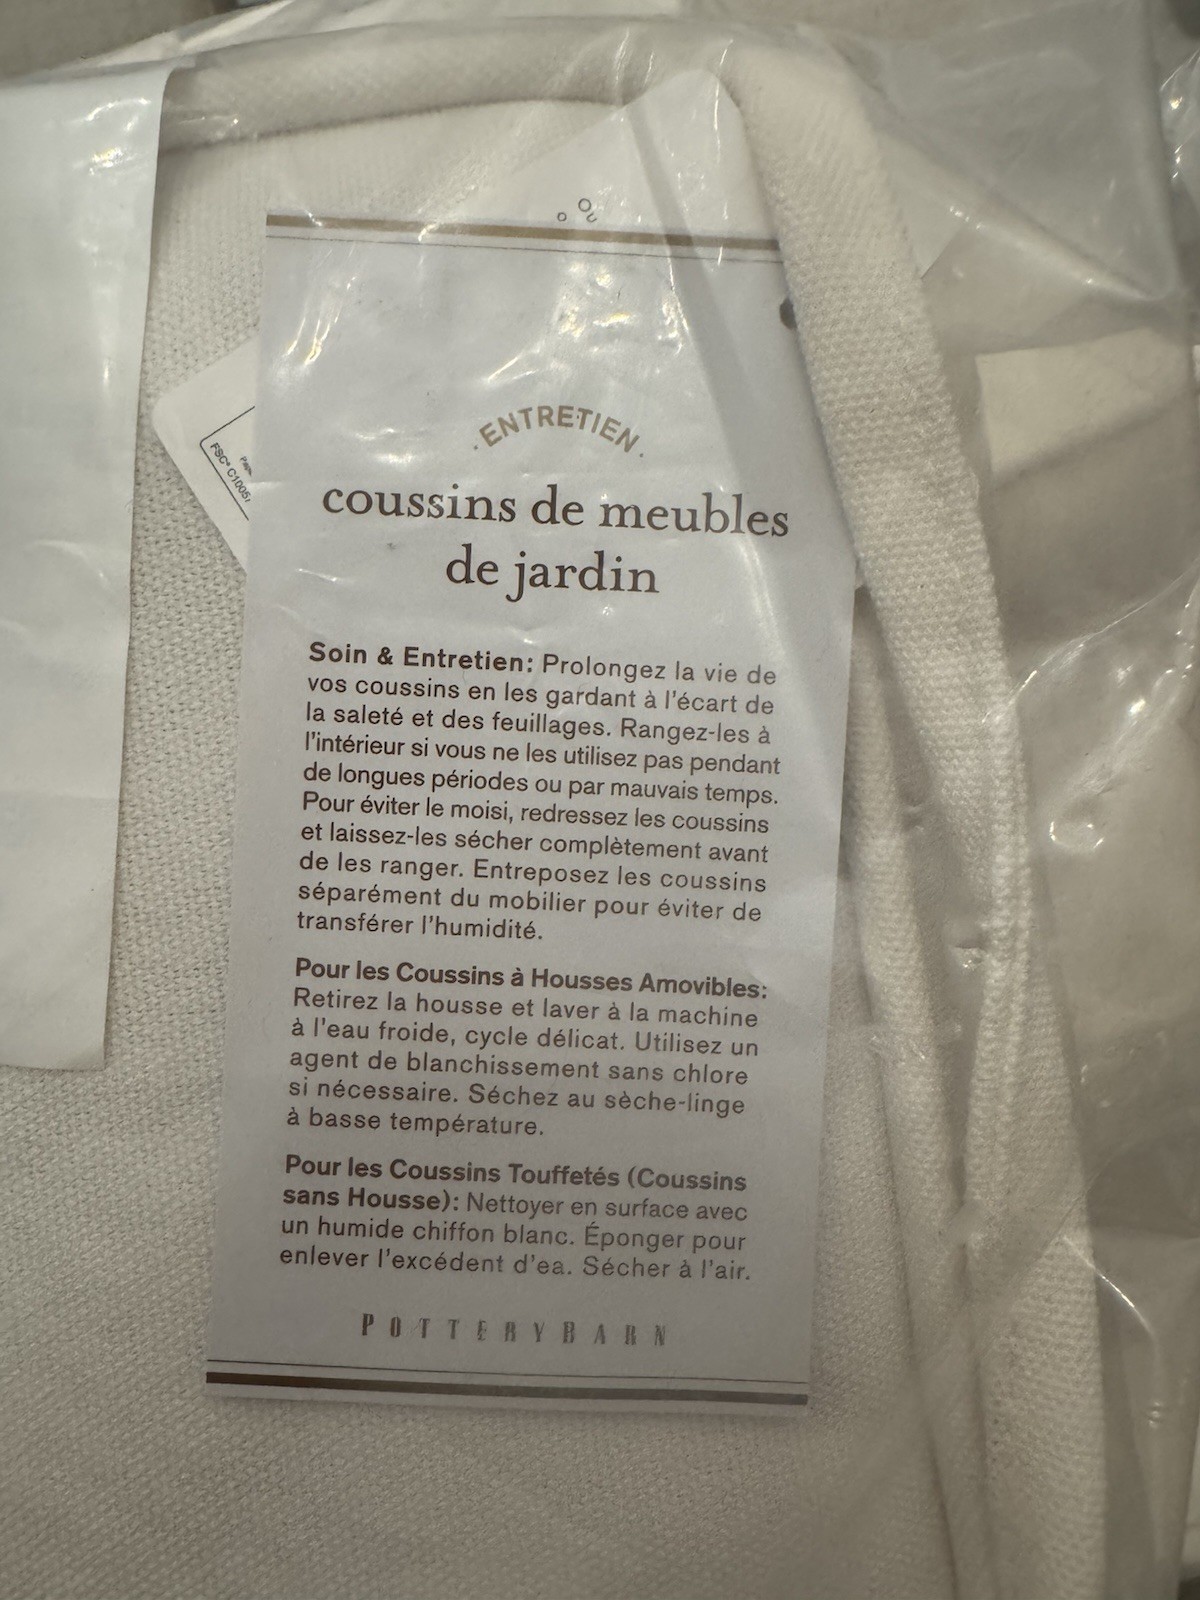 ·ENTRETIEN·
coussins de meubles
de jardin
Soin & Entretien: Prolongez la vie de
vos coussins en les gardant à l'écart de
la saleté et des feuillages. Rangez-les à
l'intérieur si vous ne les utilisez pas pendant
de longues périodes ou par mauvais temps.
Pour éviter le moisi, redressez les coussins
et laissez-les sécher complètement avant
de les ranger. Entreposez les coussins
séparément du mobilier pour éviter de
transférer l'humidité.
Pour les Coussins à Housses Amovibles:
Retirez la housse et laver à la machine
à l'eau froide, cycle délicat. Utilisez un
agent de blanchissement sans chlore
si nécessaire. Séchez au sèche-linge
à basse température.
Pour les Coussins Touffetés (Coussins
sans Housse): Nettoyer en surface avec
un humide chiffon blanc. Éponger pour
enlever l'excédent d'ea. Sécher à l'air.
POTTERYBARN
FSC®